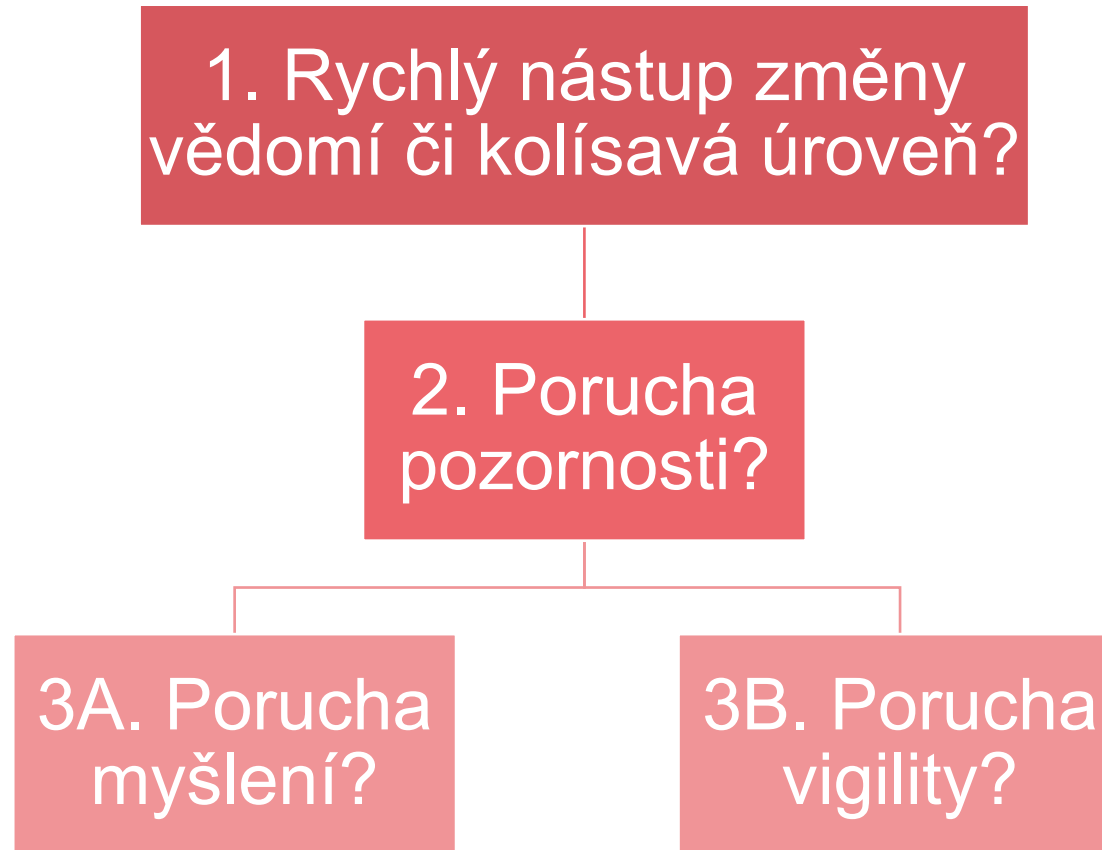 1. Rychlý nástup změny
vědomí či kolísavá úroveň?
2. Porucha
pozornosti?
3A. Porucha
myšlení?
3B. Porucha
vigility?